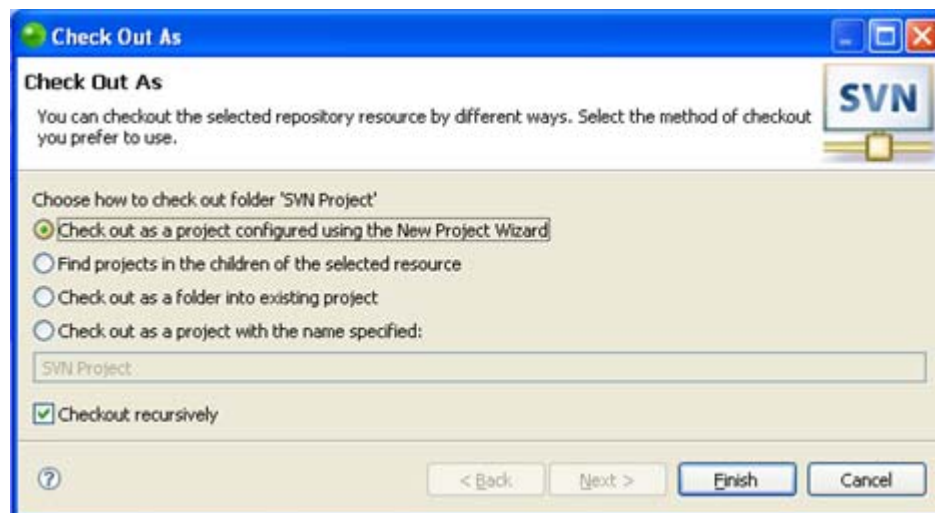 Check Out As
Check Out As
You can checkout the selected repository resource by different ways. Select the method of checkout
you prefer to use.
SVN
Choose how to check out folder 'SVN Project'
Check out as a project configured using the New Project Wizard
Find projects in the children of the selected resource
Check out as a folder into existing project
Check out as a project with the name specified:
SVN Project
Checkout recursively
?
< Back
Next >
Finish
Cancel